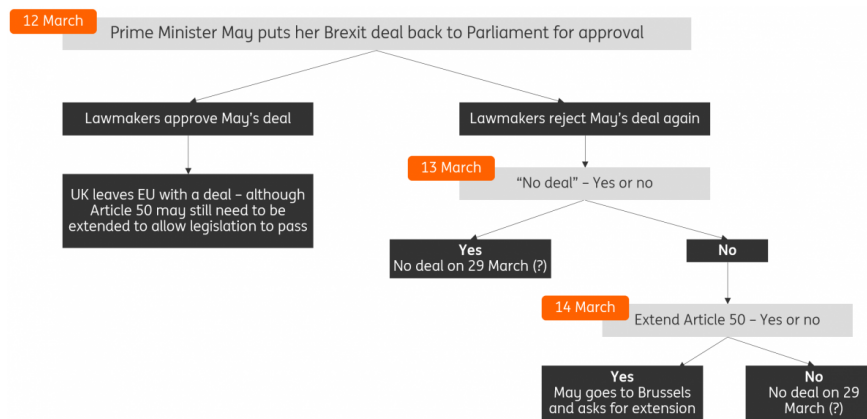 12 March
Prime Minister May puts her Brexit deal back to Parliament for approval
Lawmakers approve May's deal
Lawmakers reject May's deal again
13 March
UK leaves EU with a deal – although
Article 50 may still need to be
extended to allow legislation to pass
"No deal" – Yes or no
Yes
No deal on 29 March (?)
No
14 March
Extend Article 50 – Yes or no
Yes
May goes to Brussels
and asks for extension
No
No deal on 29
March (?)